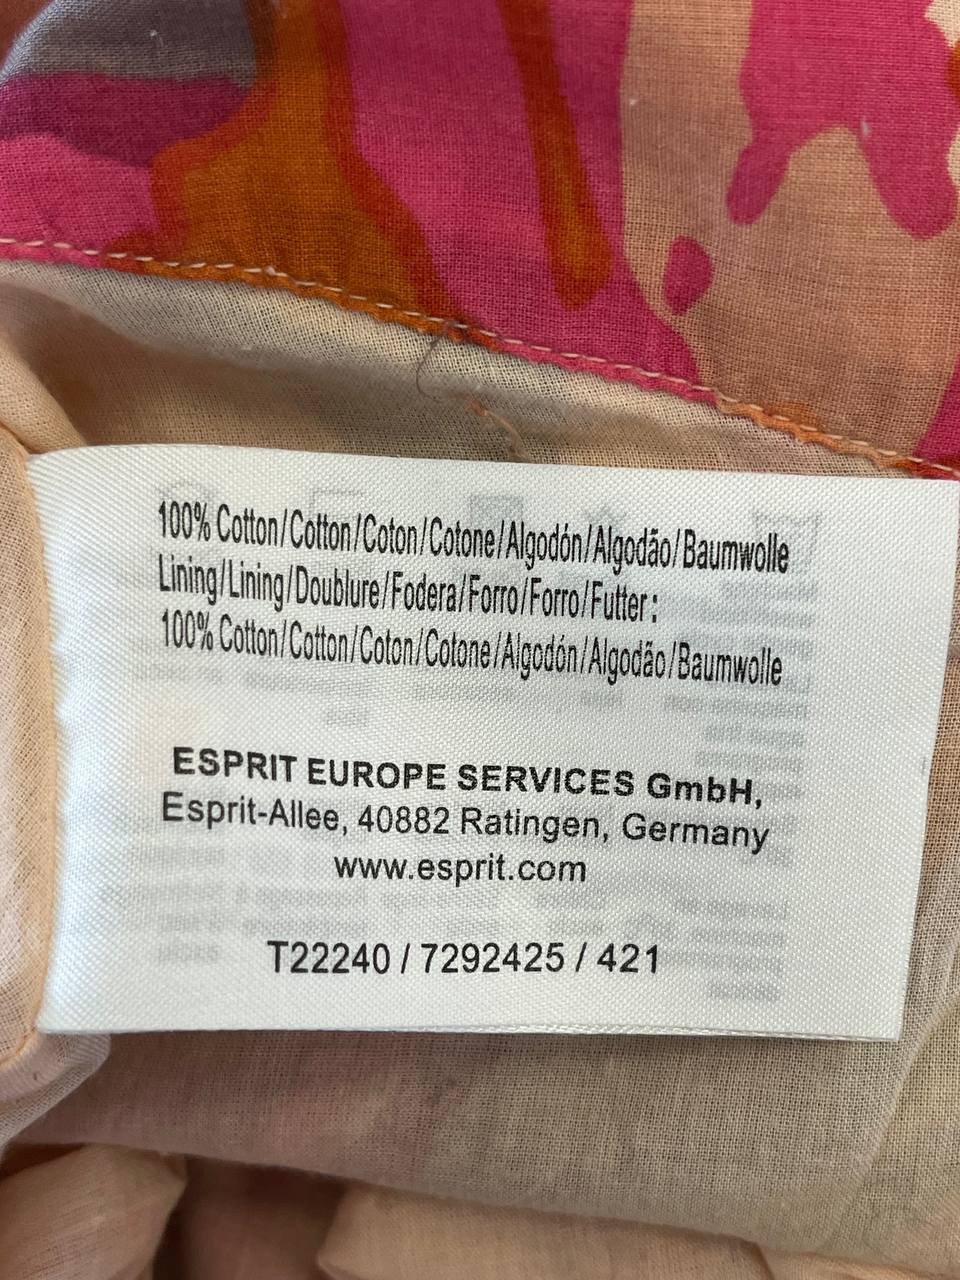 100% Cotton/Cotton/Coton/Cotone/Algodón/Algodão/Baumwolle
Lining/Lining/Doublure/Fodera/Forro/Forro/Futter:
100% Cotton/Cotton/Coton/Cotone/Algodón/Algodão/Baumwolle
ESPRIT EUROPE SERVICES GmbH,
Esprit-Allee, 40882 Ratingen, Germany
www.esprit.com
T22240 / 7292425 / 421